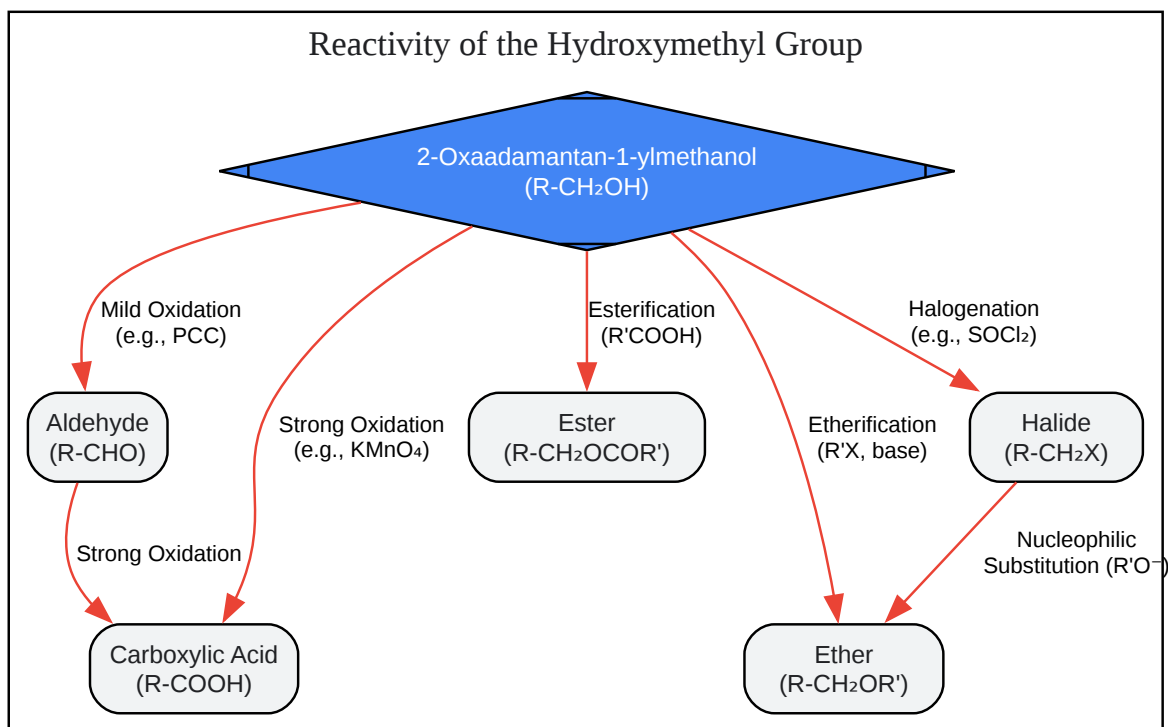 Reactivity of the Hydroxymethyl Group
2-Oxaadamantan-1-ylmethanol
(R-CH₂OH)
Mild Oxidation
(e.g., PCC)
Esterification
(R'COOH)
Halogenation
(e.g., SOCl₂)
Aldehyde
(R-CHO)
Strong Oxidation
(e.g., KMnO₄)
Ester
(R-CH₂OCOR')
Etherification
(R'X, base)
Halide
(R-CH₂X)
Strong Oxidation
Nucleophilic
Substitution (R'O⁻)
Carboxylic Acid
(R-COOH)
Ether
(R-CH₂OR')